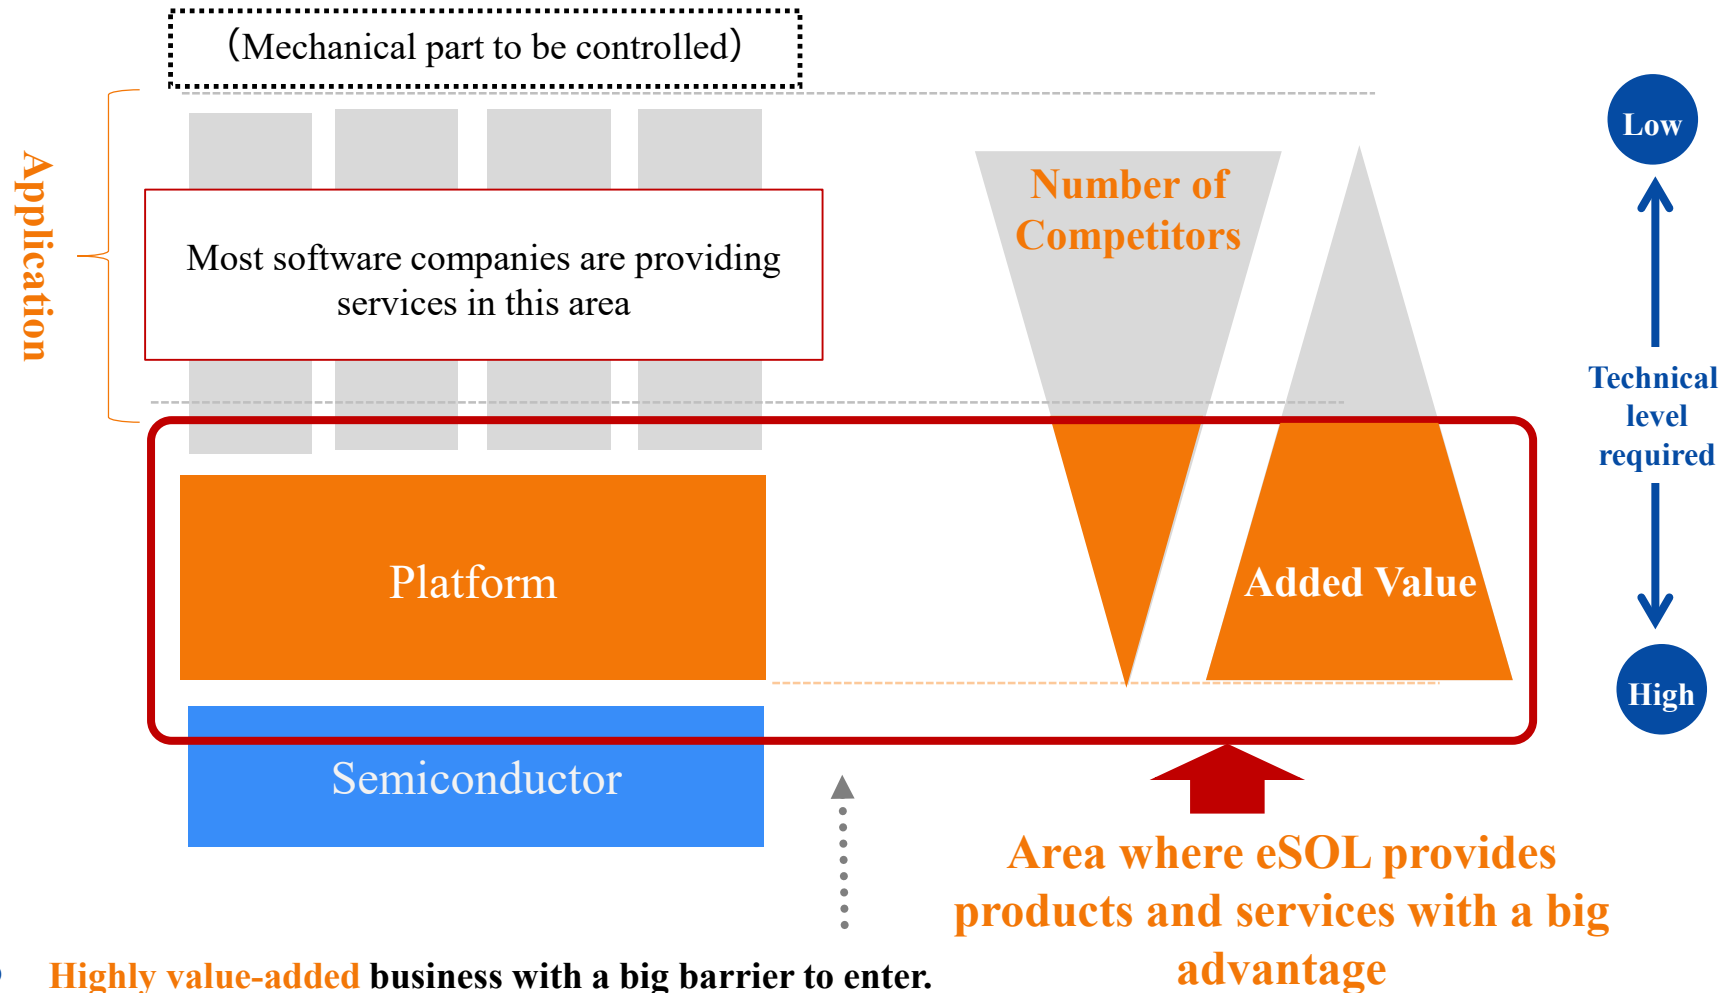 （Mechanical part to be controlled）
Application
Most software companies are providing
services in this area
Number of
Competitors
Low
Technical
level
required
High
Platform
Added Value
Semiconductor
Area where eSOL provides
products and services with a big
advantage
Highly value-added business with a big barrier to enter.